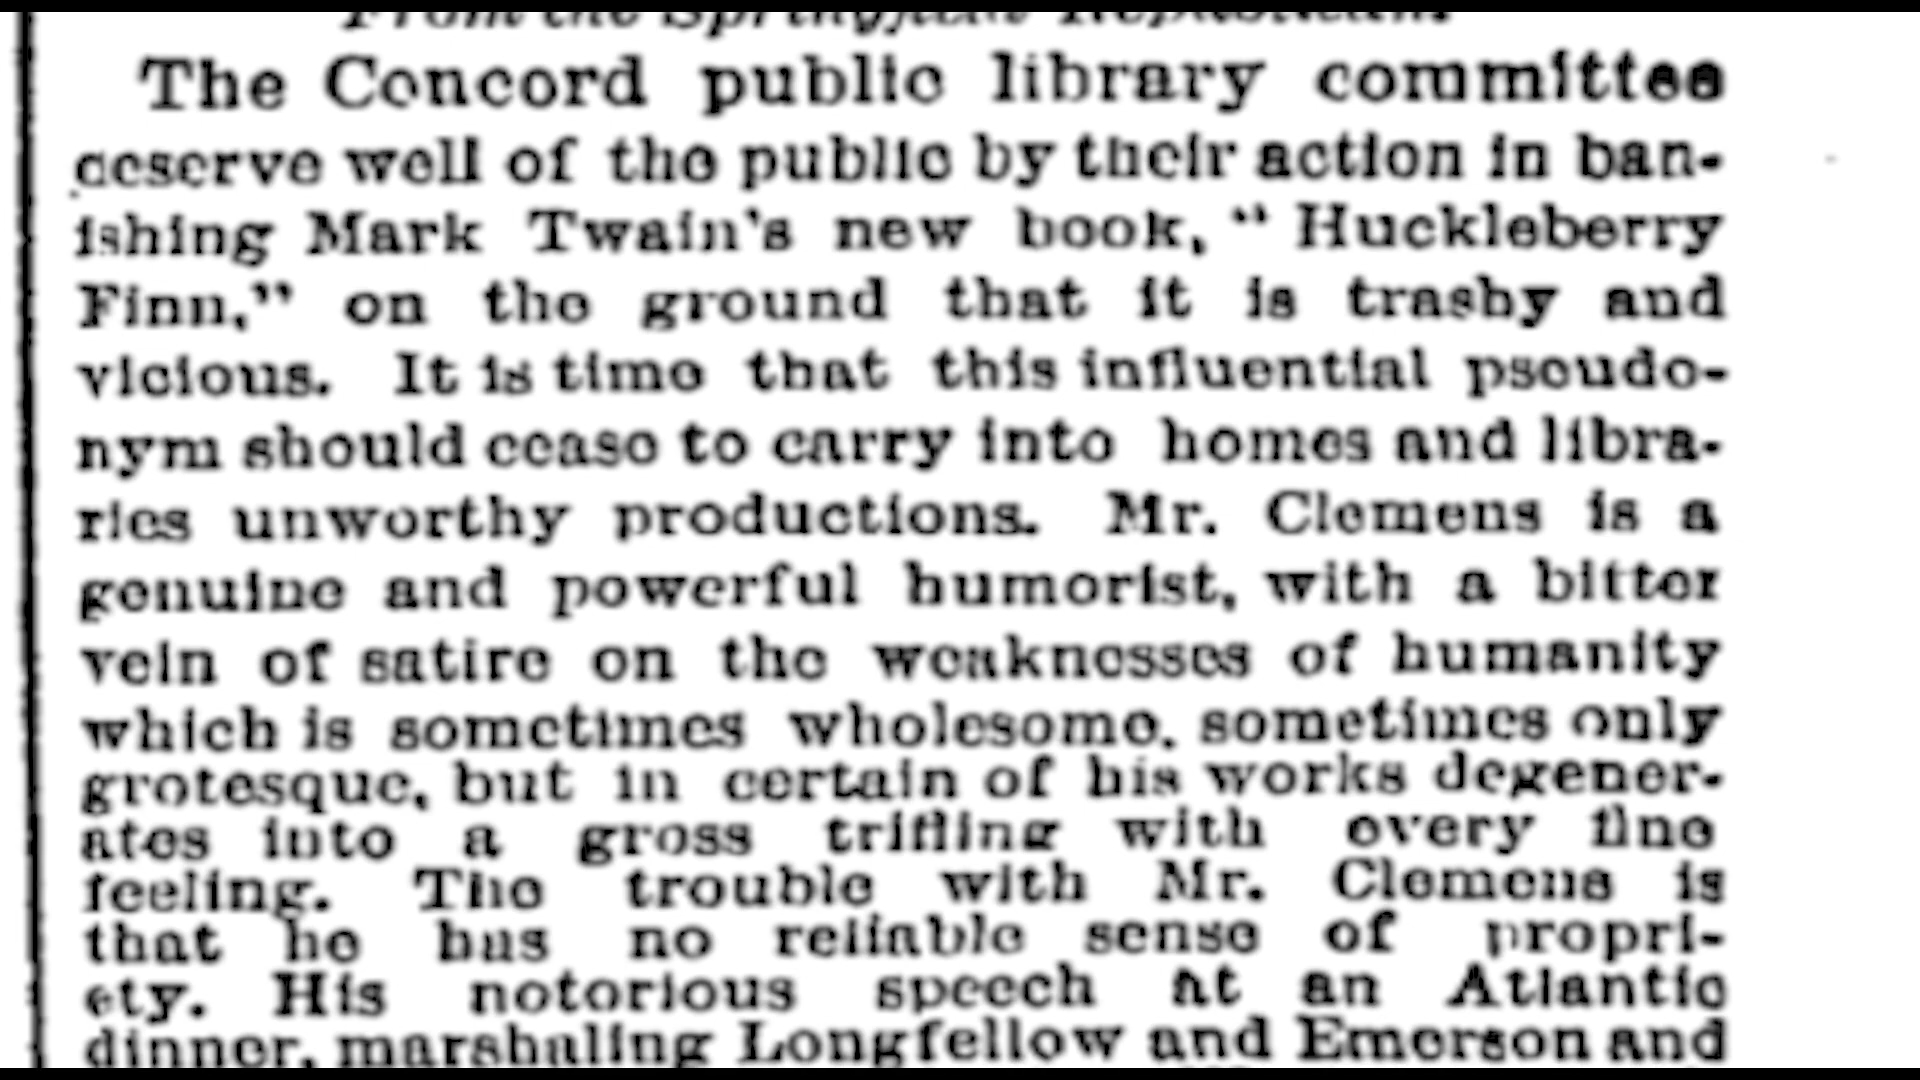 From the Springfield Republican.
The Concord public library committee
deserve well of the public by their action in ban-
ishing Mark Twain's new book, "Huckleberry
Finn," on the ground that it is trashy and
vicious. It is time that this influential pseudo-
nym should cease to carry into homes and libra-
ries unworthy productions. Mr. Clemens is a
genuine and powerful humorist, with a bitter
vein of satire on the weaknesses of humanity
which is sometimes wholesome, sometimes only
grotesque, but in certain of his works degener-
ates into a gross trifling with every fine
feeling. The trouble with Mr. Clemens is
that he has no reliable sense of propri-
ety. His notorious speech at an Atlantic
dinner, marshaling Longfellow and Emerson and